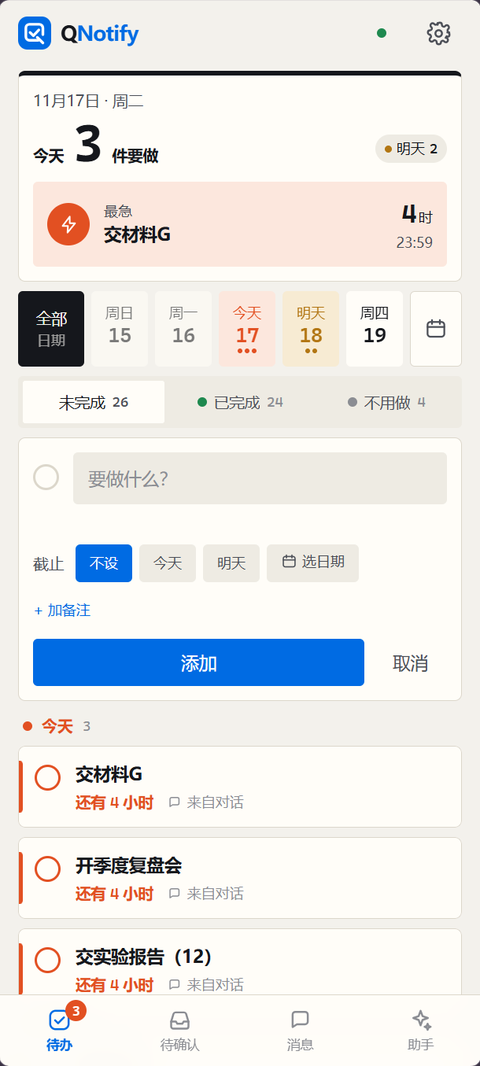 QNotify
11月17日 · 周二
今天 3 件要做
明天 2
最急
交材料G
4时
23:59
全部
日期
周日
15
周一
16
今天
17
明天
18
周四
19
未完成 26
已完成 24
不用做 4
要做什么？
截止 不设 今天 明天 选日期
+ 加备注
添加 取消
今天 3
交材料G
还有 4 小时 来自对话
开季度复盘会
还有 4 小时 来自对话
交实验报告（12）
还有 4 小时 来自对话
3
待办 待确认 消息 助手